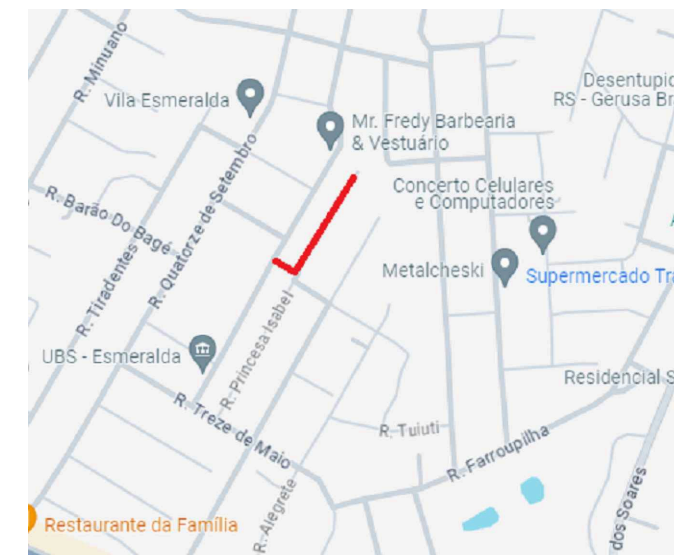 R. Minuano
Vila Esmeralda
Desentupid
RS - Gerusa Br
Mr. Fredy Barbearia
& Vestuário
R. Quatorze de Setembro
Concerto Celulares
e Computadores
R. Barão Do Bagé
R. Tiradentes
Metalcheski
Supermercado Tra
R. Princesa Isabel
UBS - Esmeralda
Residencial S
R. Treze de Maio
R. Tuiuti
R. Farroupilha
R. Alegrete
dos Soares
Restaurante da Família